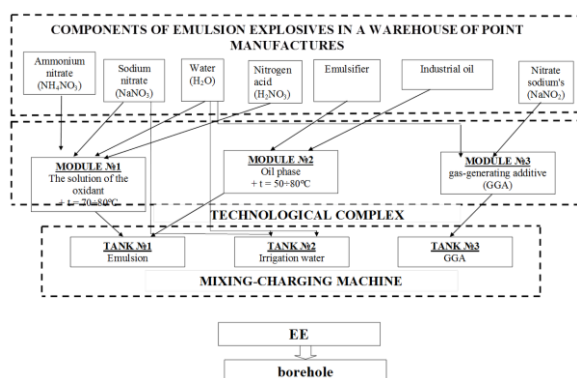 COMPONENTS OF EMULSION EXPLOSIVES IN A WAREHOUSE OF POINT
MANUFACTURES
Ammonium
nitrate
(NH₄NO₃)
Sodium
nitrate
(NaNO₃)
Water
(H₂O)
Nitrogen
acid
(H₂NO₃)
Emulsifier
Industrial oil
Nitrate
sodium's
(NaNO₂)
MODULE №1
The solution of the
oxidant
+ t = 70÷80°C
MODULE №2
Oil phase
+ t = 50÷80°C
MODULE №3
gas-generating additive
(GGA)
TECHNOLOGICAL COMPLEX
TANK №1
Emulsion
TANK №2
Irrigation water
TANK №3
GGA
MIXING-CHARGING MACHINE
EE
borehole